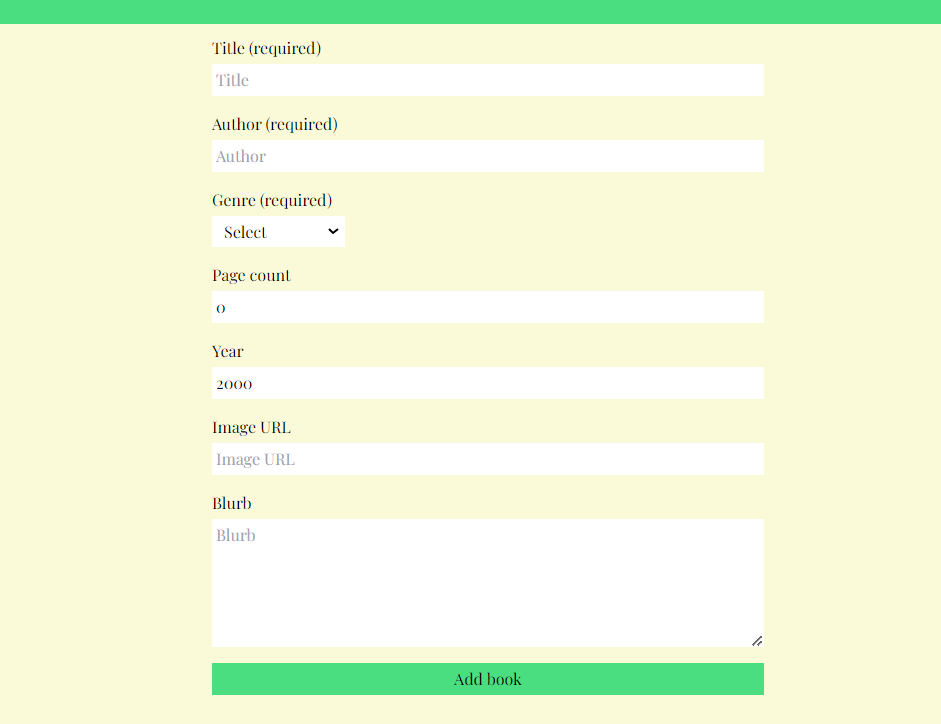 Title (required)
Title
Author (required)
Author
Genre (required)
Select
Page count
0
Year
2000
Image URL
Image URL
Blurb
Blurb
Add book